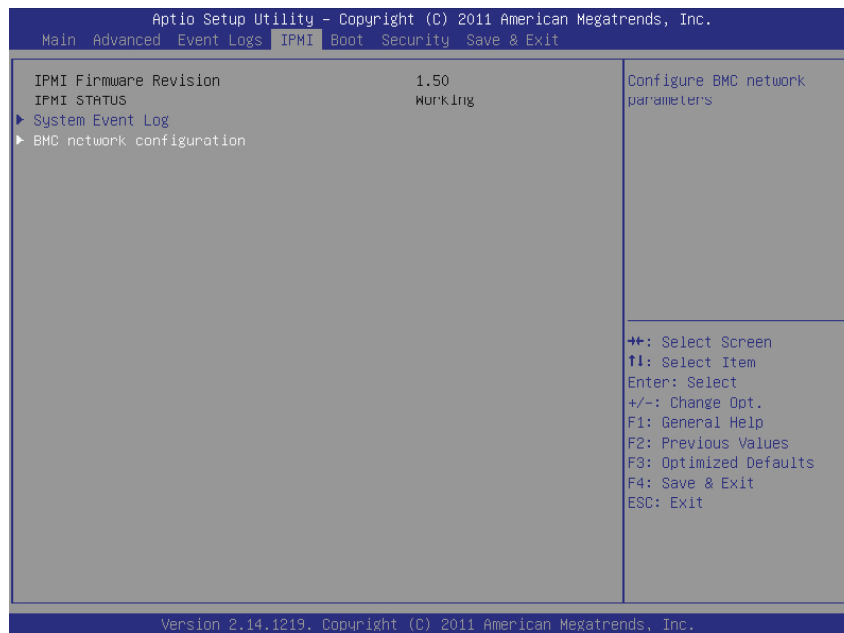 Aptio Setup Utility – Copyright (C) 2011 American Megatrends, Inc.
Main Advanced Event Logs IPMI Boot Security Save & Exit
IPMI Firmware Revision 1.50
IPMI STATUS Working
▶ System Event Log
▶ BMC network configuration
Configure BMC network
parameters
→←: Select Screen
↑↓: Select Item
Enter: Select
+/-: Change Opt.
F1: General Help
F2: Previous Values
F3: Optimized Defaults
F4: Save & Exit
ESC: Exit
Version 2.14.1219. Copyright (C) 2011 American Megatrends, Inc.